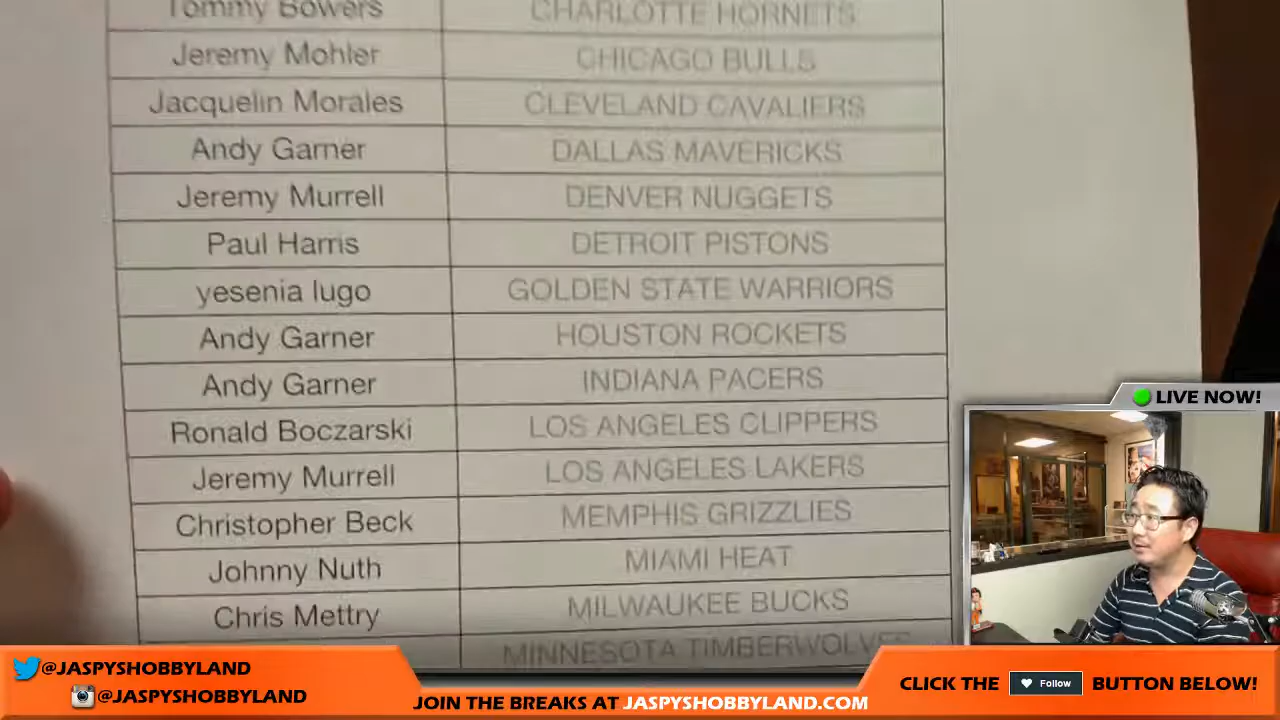 Tommy Bowers CHARLOTTE HORNETS
Jeremy Mohler CHICAGO BULLS
Jacquelin Morales CLEVELAND CAVALIERS
Andy Garner DALLAS MAVERICKS
Jeremy Murrell DENVER NUGGETS
Paul Harris DETROIT PISTONS
yesenia lugo GOLDEN STATE WARRIORS
Andy Garner HOUSTON ROCKETS
Andy Garner INDIANA PACERS
Ronald Boczarski LOS ANGELES CLIPPERS
Jeremy Murrell LOS ANGELES LAKERS
Christopher Beck MEMPHIS GRIZZLIES
Johnny Nuth MIAMI HEAT
Chris Mettry MILWAUKEE BUCKS
MINNESOTA TIMBERWOLVES
LIVE NOW!
@JASPYSHOBBYLAND
@JASPYSHOBBYLAND
JOIN THE BREAKS AT JASPYSHOBBYLAND.COM
CLICK THE Follow BUTTON BELOW!